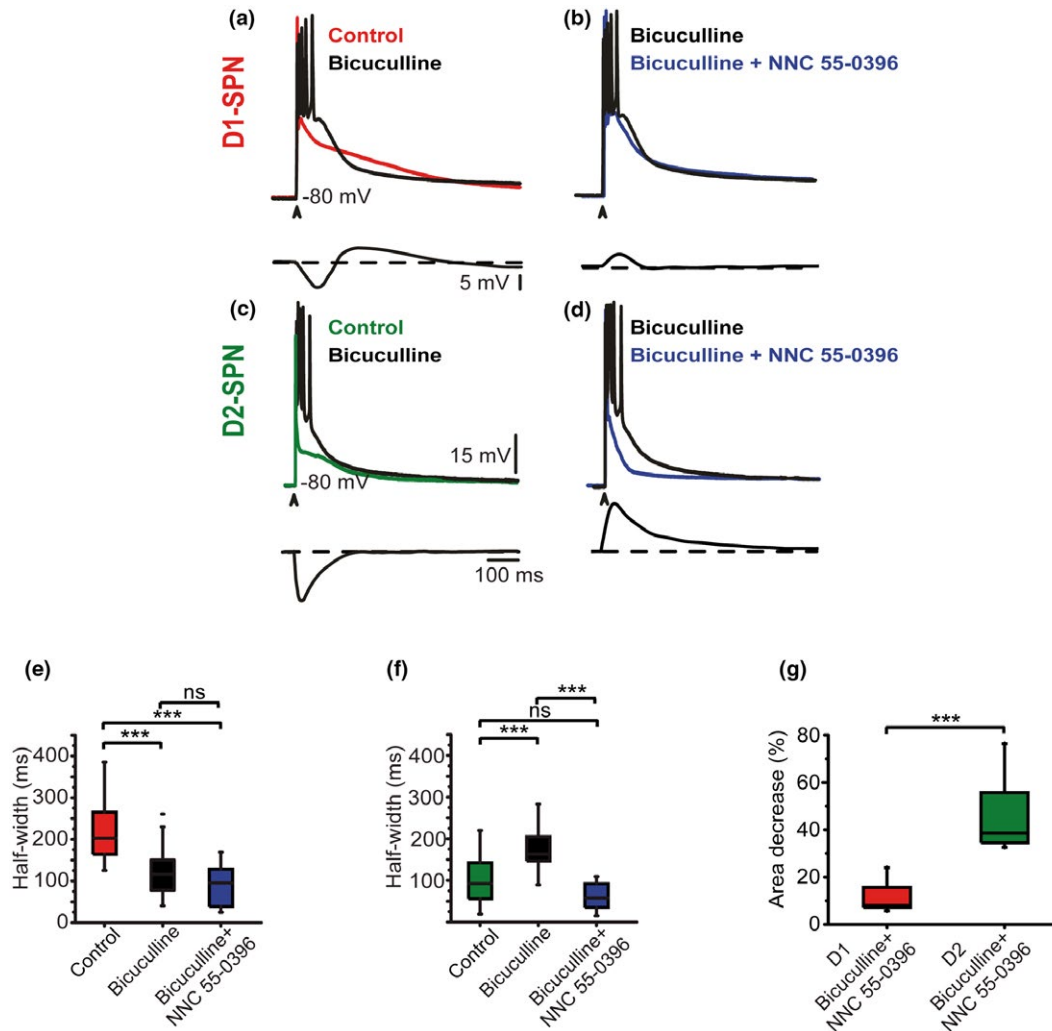 (a)
Control
Bicuculline
(b)
Bicuculline
Bicuculline + NNC 55-0396
D1-SPN
-80 mV
5 mV
(c)
Control
Bicuculline
(d)
Bicuculline
Bicuculline + NNC 55-0396
D2-SPN
15 mV
-80 mV
100 ms
(e)
ns
***
***
Half-width (ms)
400
300
200
100
0
Control
Bicuculline
Bicuculline+
NNC 55-0396
(f)
***
ns
***
Half-width (ms)
400
300
200
100
Control
Bicuculline
Bicuculline+
NNC 55-0396
(g)
***
Area decrease (%)
80
60
40
20
0
D1
Bicuculline+
NNC 55-0396
D2
Bicuculline+
NNC 55-0396